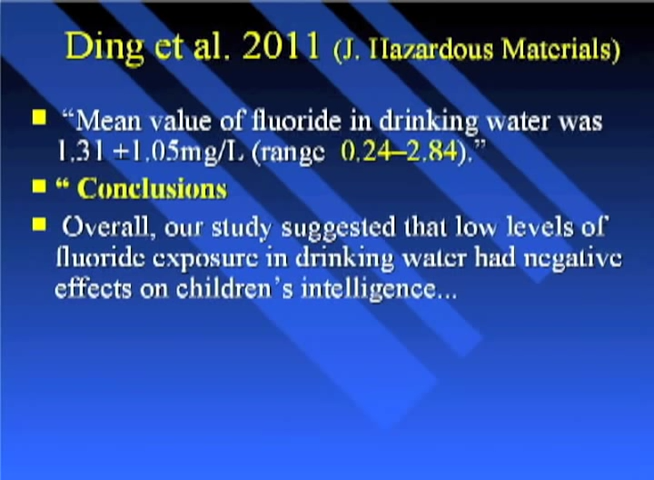 Ding et al. 2011 (J. Hazardous Materials)
“Mean value of fluoride in drinking water was
1.31 ±1.05mg/L (range 0.24–2.84).”
“ Conclusions
Overall, our study suggested that low levels of
fluoride exposure in drinking water had negative
effects on children’s intelligence...